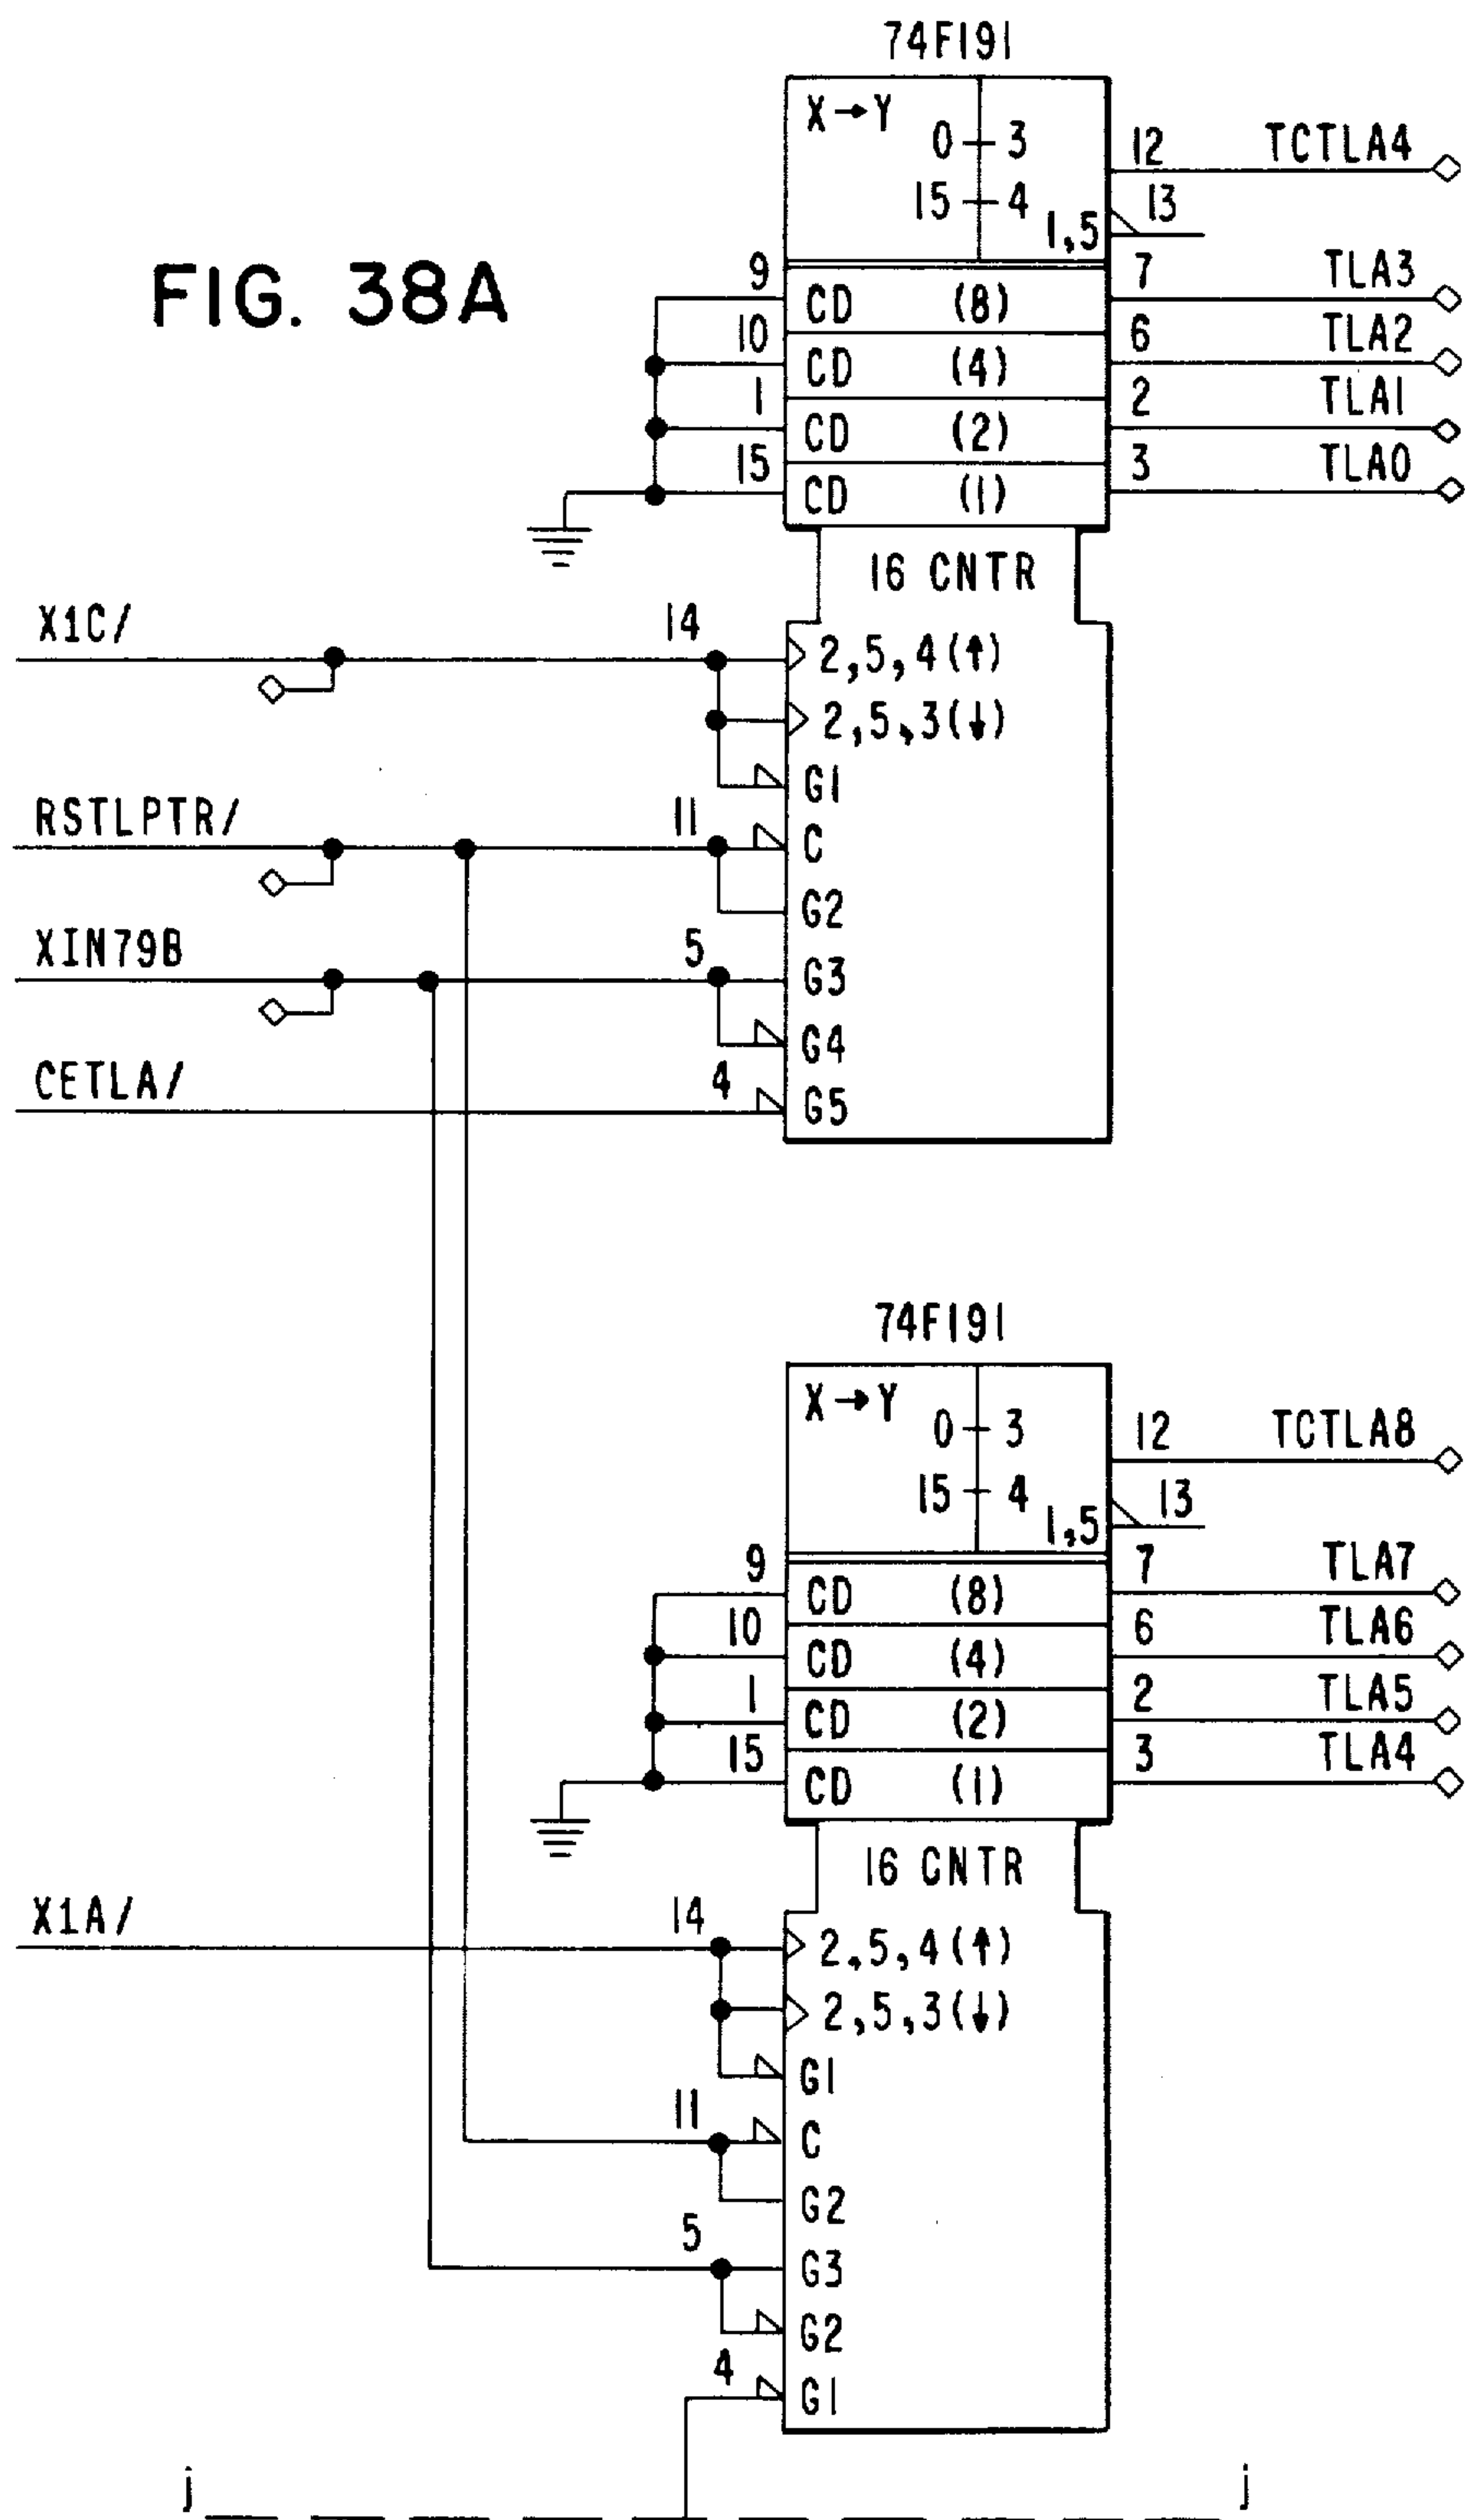 FIG. 38A
74F191
X→Y
0 3
12 TCTLA4
15 4
1,5
13
9 CD (8) 7 TLA3
10 CD (4) 6 TLA2
1 CD (2) 2 TLA1
15 CD (1) 3 TLA0
16 CNTR
X1C/ 14 2,5,4(↑)
2,5,3(↓)
G1
RSTLPTR/ 11 C
G2
XIN79B 5 G3
G4
CETLA/ 4 G5
74F191
X→Y
0 3
12 TCTLA8
15 4
1,5
13
9 CD (8) 7 TLA7
10 CD (4) 6 TLA6
1 CD (2) 2 TLA5
15 CD (1) 3 TLA4
16 CNTR
X1A/ 14 2.5,4(↑)
2,5,3(↓)
G1
11 C
G2
5 G3
G2
4 G1
j j